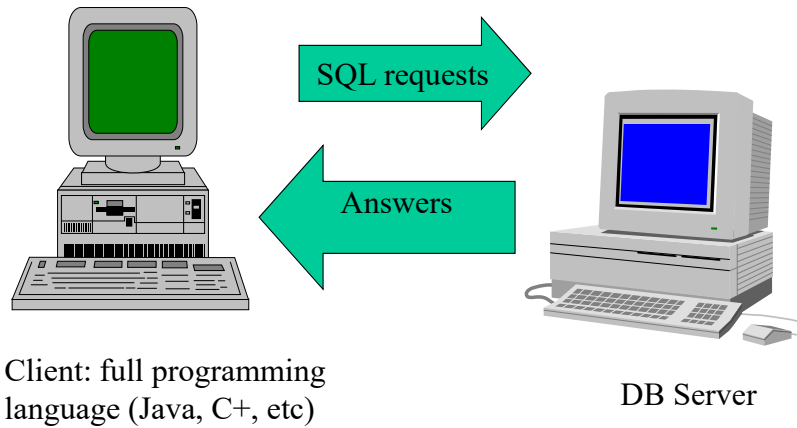 SQL requests
Answers
Client: full programming
language (Java, C+, etc)
DB Server